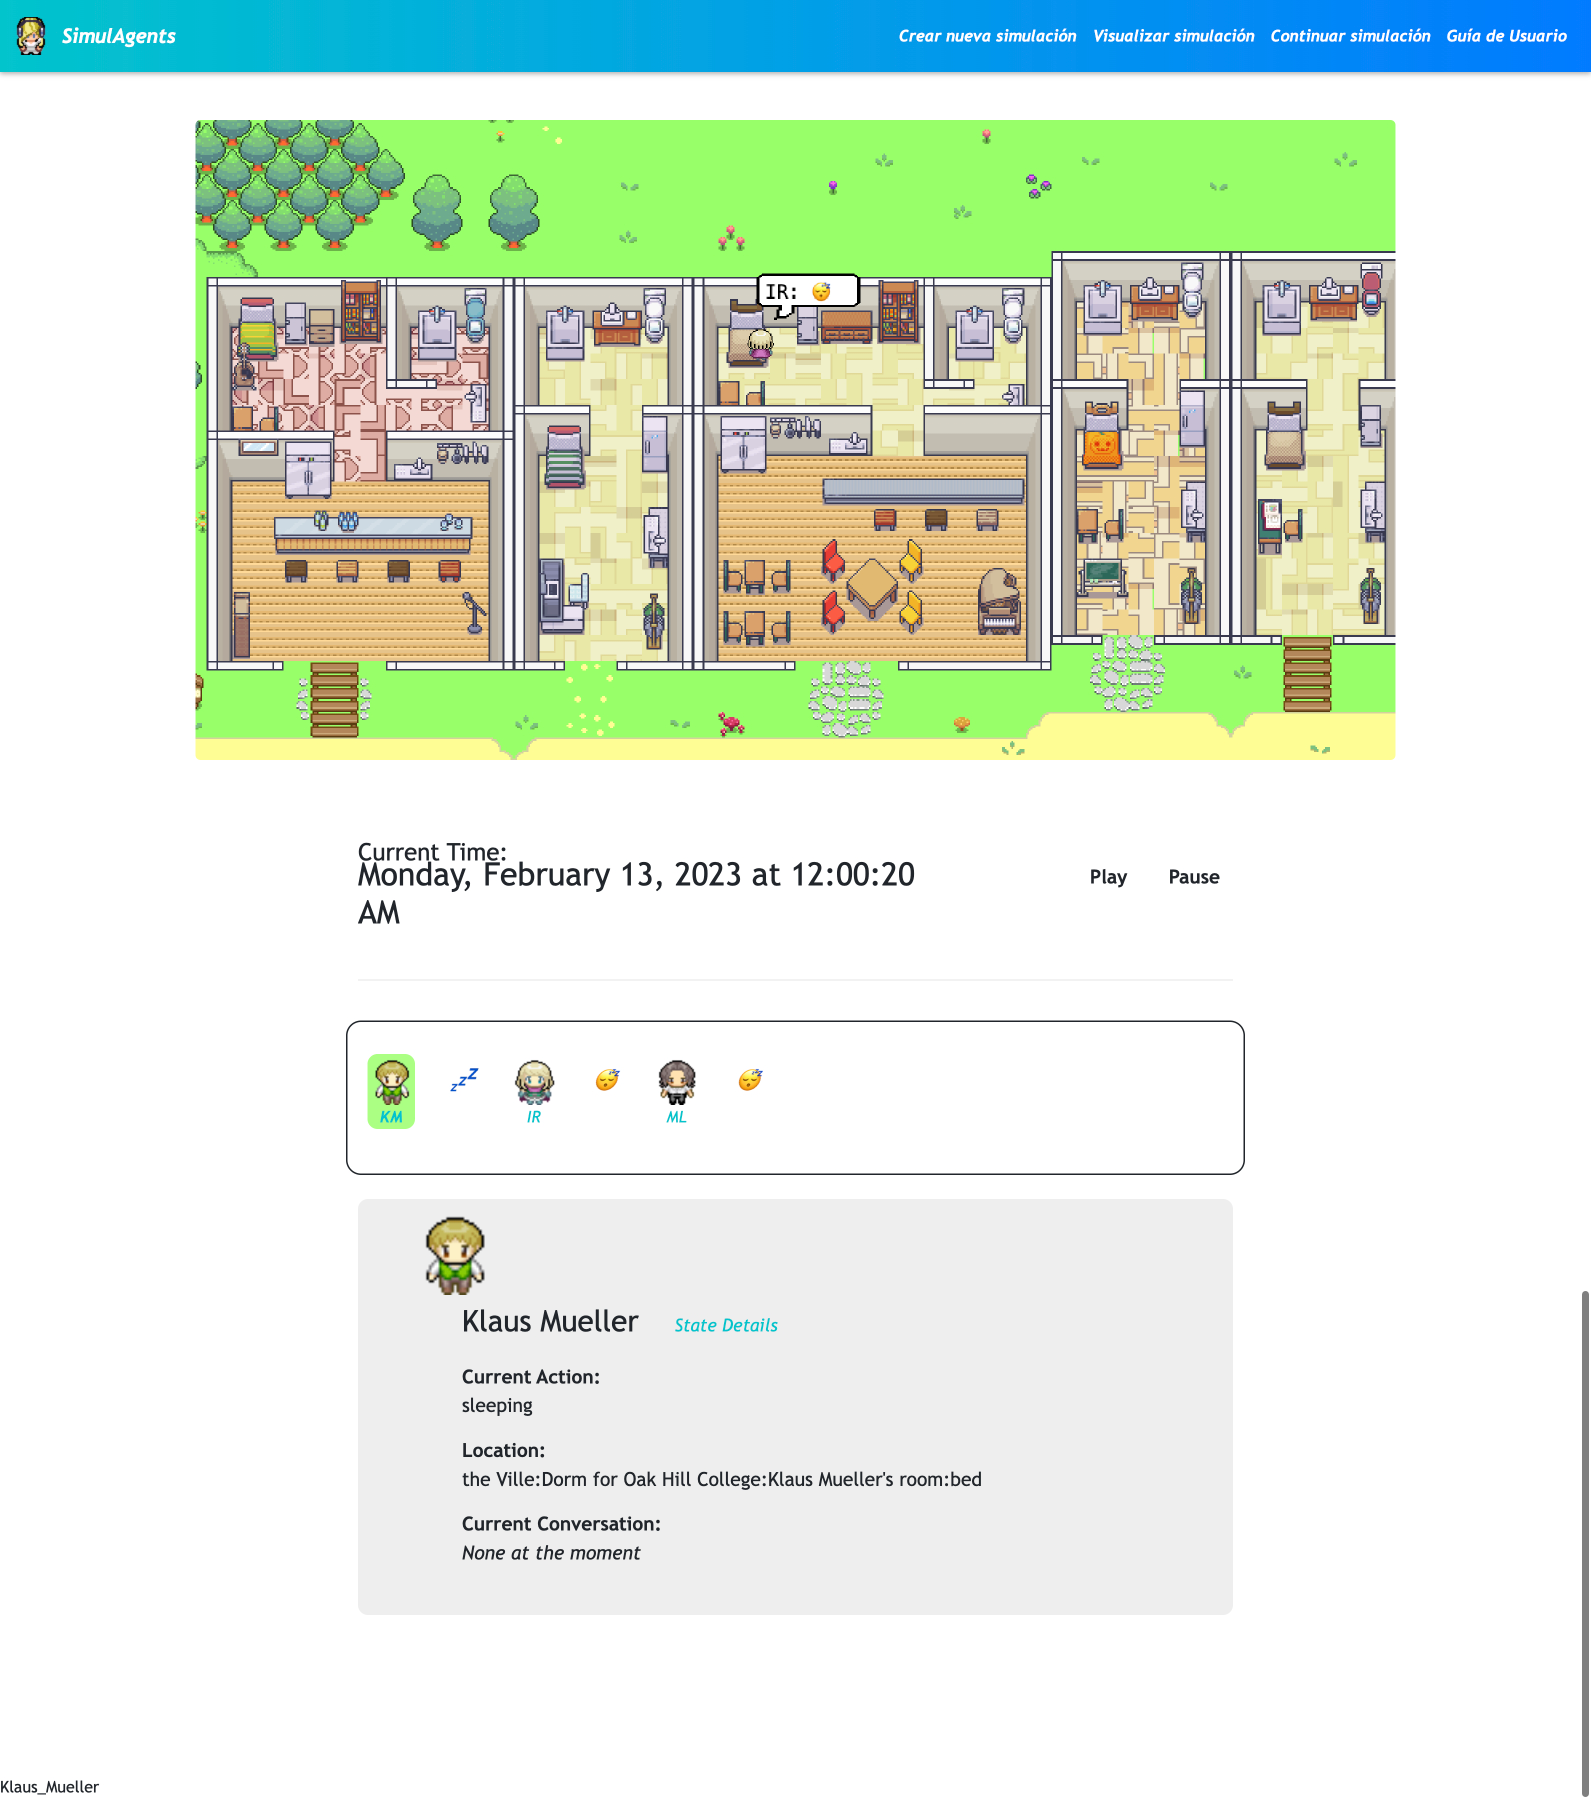 SimulAgents
Crear nueva simulación
Visualizar simulación
Continuar simulación
Guía de Usuario
IR: 😴
Current Time:
Monday, February 13, 2023 at 12:00:20
AM
Play
Pause
zzZ
KM
IR
ML
Klaus Mueller
State Details
Current Action:
sleeping
Location:
the Ville:Dorm for Oak Hill College:Klaus Mueller's room:bed
Current Conversation:
None at the moment
Klaus_Mueller